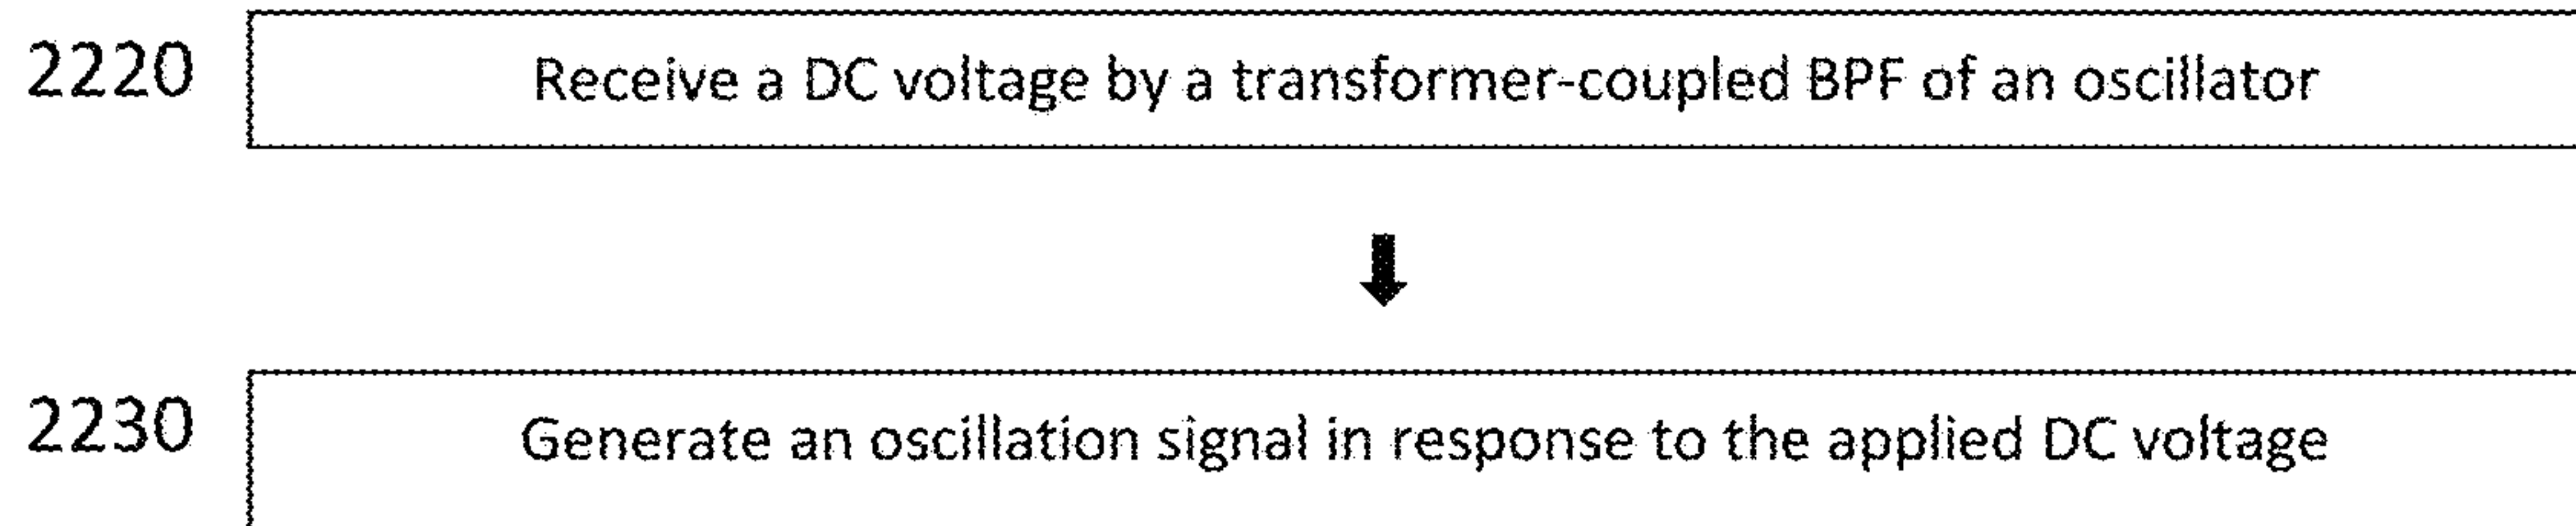 2220 Receive a DC voltage by a transformer-coupled BPF of an oscillator
2230 Generate an oscillation signal in response to the applied DC voltage